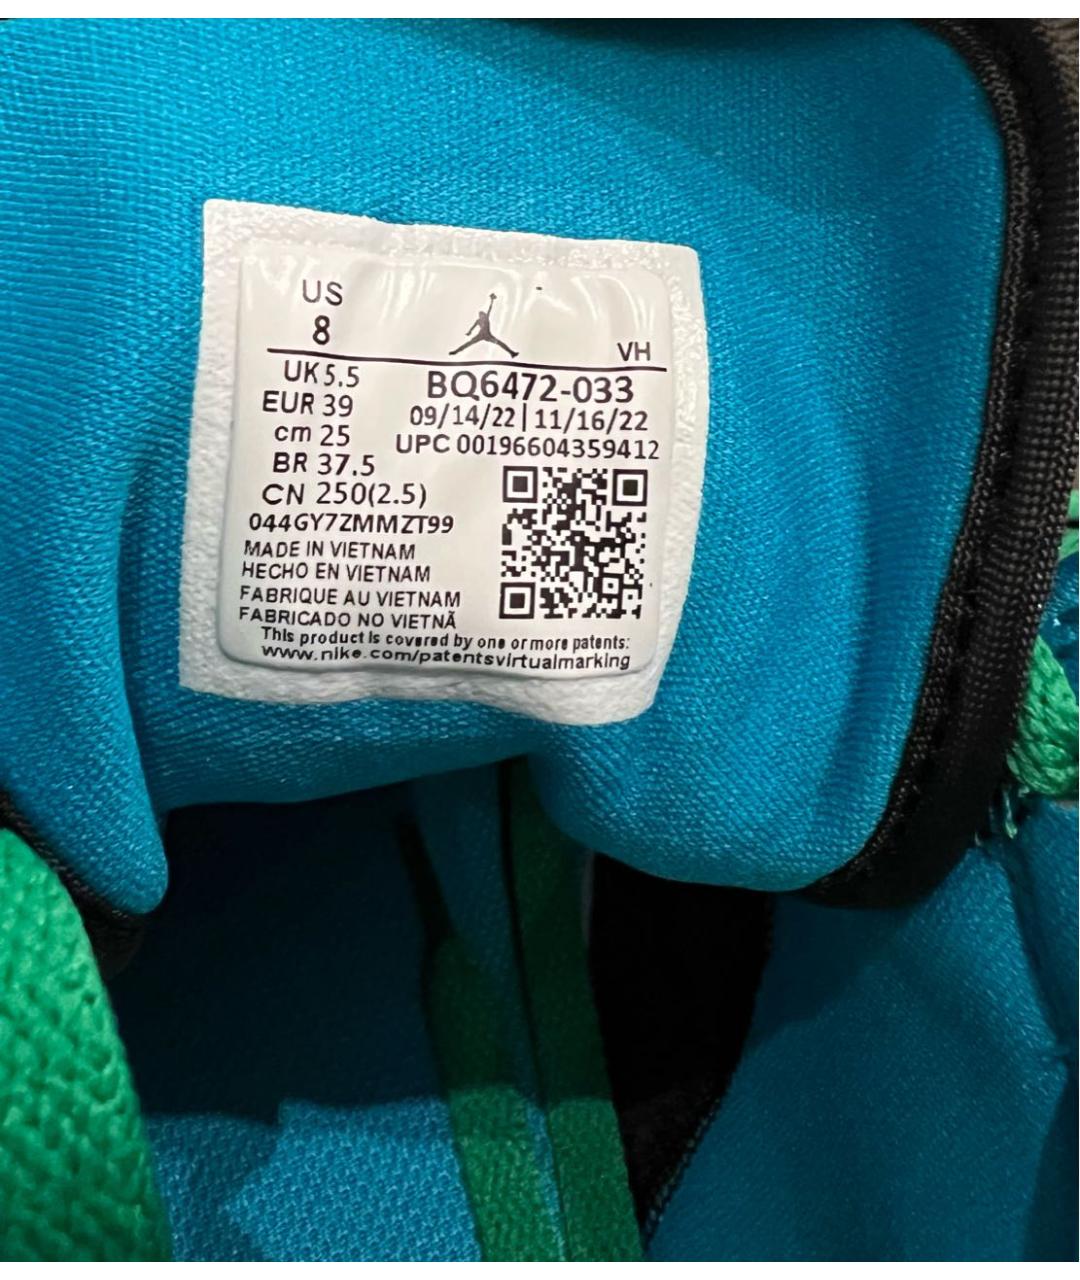 US
8
VH
UK 5.5
BQ6472-033
EUR 39
09/14/22 | 11/16/22
cm 25
UPC 00196604359412
BR 37.5
CN 250(2.5)
044GY7ZMMZT99
MADE IN VIETNAM
HECHO EN VIETNAM
FABRIQUE AU VIETNAM
FABRICADO NO VIETNÃ
This product is covered by one or more patents:
www.nike.com/patentsvirtualmarking